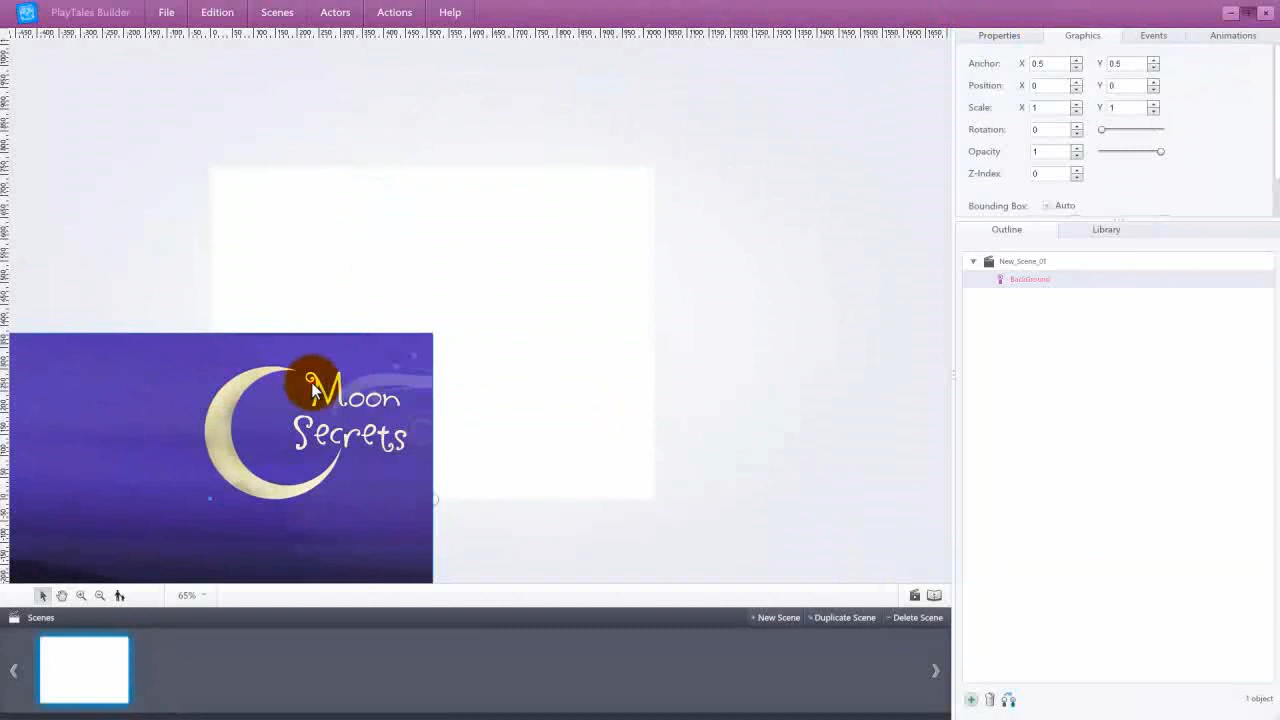 PlayTales Builder File Edition Scenes Actors Actions Help
Properties Graphics Events Animations
Anchor: X 0.5 Y 0.5
Position: X 0 Y 0
Scale: X 1 Y 1
Rotation: 0
Opacity 1
Z-Index: 0
Bounding Box: Auto
Outline Library
New_Scene_01
Background
Moon
Secrets
65%
Scenes + New Scene Duplicate Scene - Delete Scene
1 object